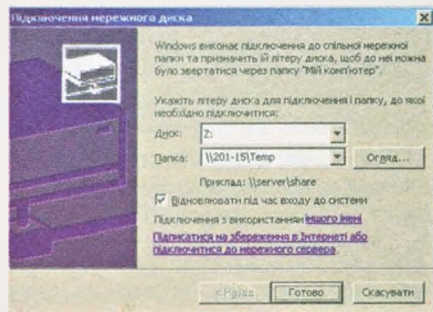 Підключення мережного диска
Windows виконає підключення до спільної мережної
папки та призначить їй літеру диска, щоб до неї можна
було звертатися через папку "Мій комп'ютер".
Укажіть літеру диска для підключення і папку, до якої
необхідно підключитися:
Диск: Z:
Папка: \\201-15\Temp Огляд...
Приклад: \\server\share
Відновлювати під час входу до системи
Підключення з використанням іншого імені
Підписатися на збереження в Інтернеті або
підключитися до мережного сервера.
< Назад Готово Скасувати